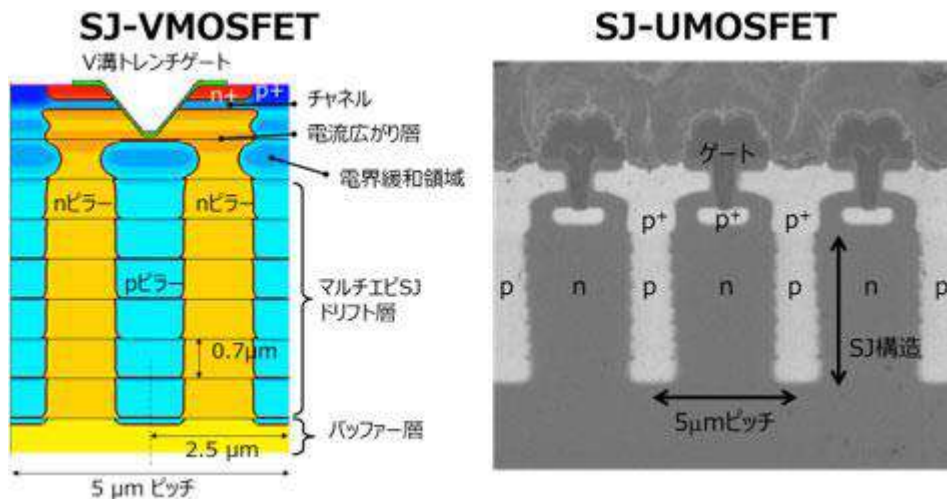 SJ-VMOSFET
V溝トレンチゲート
n+
p+
チャネル
電流広がり層
電界緩和領域
nピラー
nピラー
pピラー
マルチエピSJ
ドリフト層
0.7μm
バッファー層
2.5 μm
5 μm ピッチ
SJ-UMOSFET
ゲート
p+
p+
p+
p
n
p
n
p
n
p
SJ構造
5μmピッチ